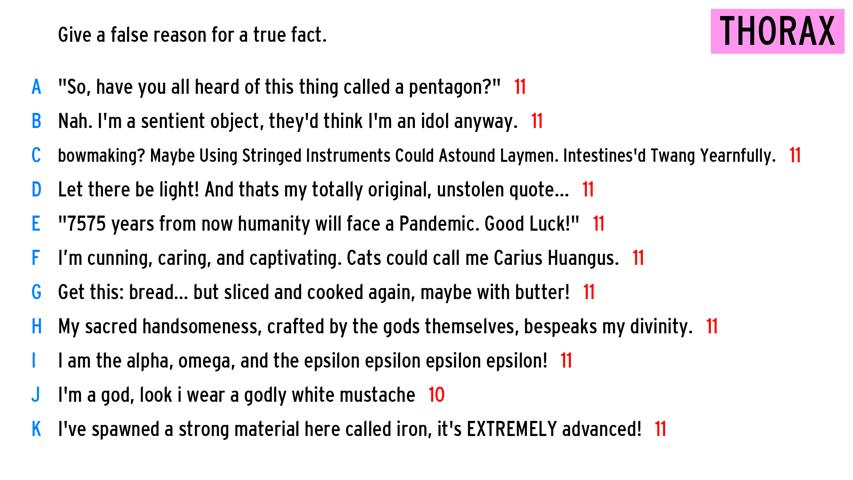 Give a false reason for a true fact.
THORAX
A "So, have you all heard of this thing called a pentagon?" 11
B Nah. I'm a sentient object, they'd think I'm an idol anyway. 11
C bowmaking? Maybe Using Stringed Instruments Could Astound Laymen. Intestines'd Twang Yearnfully. 11
D Let there be light! And thats my totally original, unstolen quote... 11
E "7575 years from now humanity will face a Pandemic. Good Luck!" 11
F I’m cunning, caring, and captivating. Cats could call me Carius Huangus. 11
G Get this: bread... but sliced and cooked again, maybe with butter! 11
H My sacred handsomeness, crafted by the gods themselves, bespeaks my divinity. 11
I I am the alpha, omega, and the epsilon epsilon epsilon epsilon! 11
J I'm a god, look i wear a godly white mustache 10
K I've spawned a strong material here called iron, it's EXTREMELY advanced! 11